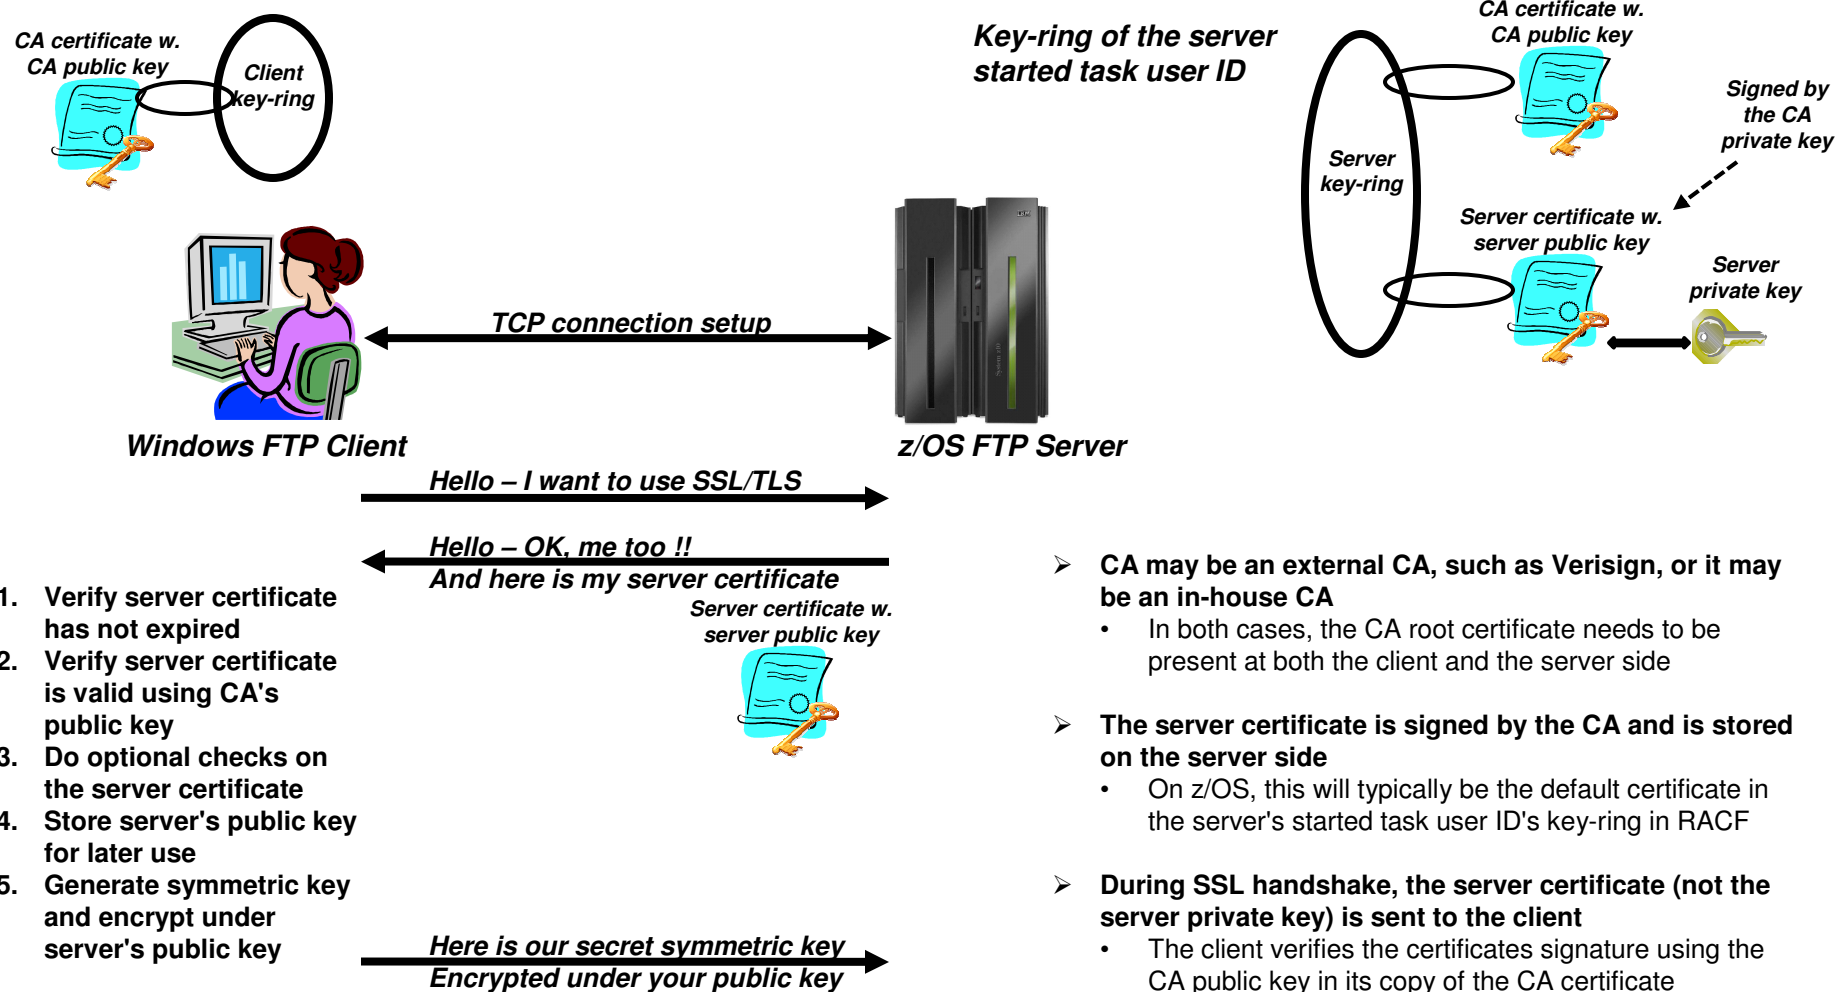 CA certificate w.
CA public key
Client
key-ring
Key-ring of the server
started task user ID
CA certificate w.
CA public key
Signed by
the CA
private key
Server
key-ring
Server certificate w.
server public key
Server
private key
TCP connection setup
IBM
System z10
Windows FTP Client
z/OS FTP Server
Hello – I want to use SSL/TLS
Hello – OK, me too !!
And here is my server certificate
Server certificate w.
server public key
1. Verify server certificate
has not expired
2. Verify server certificate
is valid using CA's
public key
3. Do optional checks on
the server certificate
4. Store server's public key
for later use
5. Generate symmetric key
and encrypt under
server's public key
Here is our secret symmetric key
Encrypted under your public key
➢ CA may be an external CA, such as Verisign, or it may
be an in-house CA
• In both cases, the CA root certificate needs to be
present at both the client and the server side
➢ The server certificate is signed by the CA and is stored
on the server side
• On z/OS, this will typically be the default certificate in
the server's started task user ID's key-ring in RACF
➢ During SSL handshake, the server certificate (not the
server private key) is sent to the client
• The client verifies the certificates signature using the
CA public key in its copy of the CA certificate